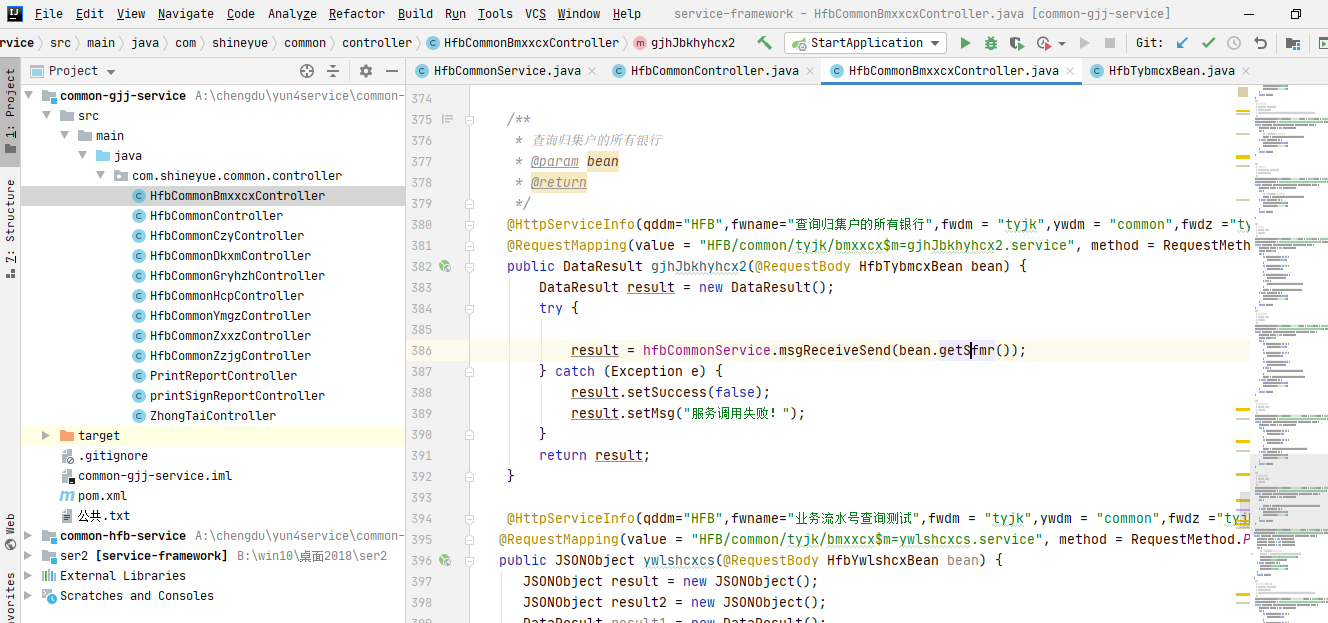 File Edit View Navigate Code Analyze Refactor Build Run Tools VCS Window Help service-framework - HfbCommonBmxxcxController.java [common-gjj-service]
rvice src main java com shineyue common controller HfbCommonBmxxcxController gjhJbkhyhcx2 StartApplication Git:
1: Project
Z: Structure
Web
avorites
Project
common-gjj-service A:\chengdu\yun4service\common-
src
main
java
com.shineyue.common.controller
HfbCommonBmxxcxController
HfbCommonController
HfbCommonCzyController
HfbCommonDkxmController
HfbCommonGryhzhController
HfbCommonHcpController
HfbCommonYmgzController
HfbCommonZxxzController
HfbCommonZzjgController
PrintReportController
printSignReportController
ZhongTaiController
target
.gitignore
common-gjj-service.iml
pom.xml
公共.txt
common-hfb-service A:\chengdu\yun4service\common-
ser2 [service-framework] B:\win10\桌面2018\ser2
External Libraries
Scratches and Consoles
HfbCommonService.java HfbCommonController.java HfbCommonBmxxcxController.java HfbTybmcxBean.java
374
375 /**
376 * 查询归集户的所有银行
377 * @param bean
378 * @return
379 */
380 @HttpServiceInfo(qddm="HFB",fwname="查询归集户的所有银行",fwdm = "tyjk",ywdm = "common",fwdz ="ty
381 @RequestMapping(value = "HFB/common/tyjk/bmxxcx$m=gjhJbkhyhcx2.service", method = RequestMeth
382 public DataResult gjhJbkhyhcx2(@RequestBody HfbTybmcxBean bean) {
383 DataResult result = new DataResult();
384 try {
385
386 result = hfbCommonService.msgReceiveSend(bean.getSfmr());
387 } catch (Exception e) {
388 result.setSuccess(false);
389 result.setMsg("服务调用失败！");
390 }
391 return result;
392 }
393
394 @HttpServiceInfo(qddm="HFB",fwname="业务流水号查询测试",fwdm = "tyjk",ywdm = "common",fwdz ="tyjk
395 @RequestMapping(value = "HFB/common/tyjk/bmxxcx$m=ywlshcxcs.service", method = RequestMethod.P
396 public JSONObject ywlshcxcs(@RequestBody HfbYwlshcxBean bean) {
397 JSONObject result = new JSONObject();
398 JSONObject result2 = new JSONObject();
399 DataResult result1 = new DataResult();